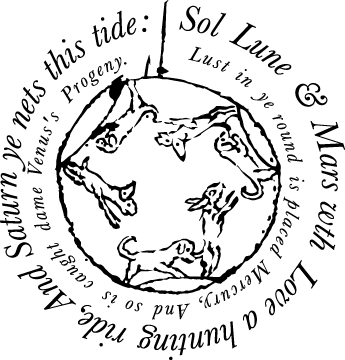 Sol Lune & Mars wth Love a hunting ride, And Saturn ye nets this tide:
Lust in ye round is placed Mercury, And so is caught dame Venus's Progeny.